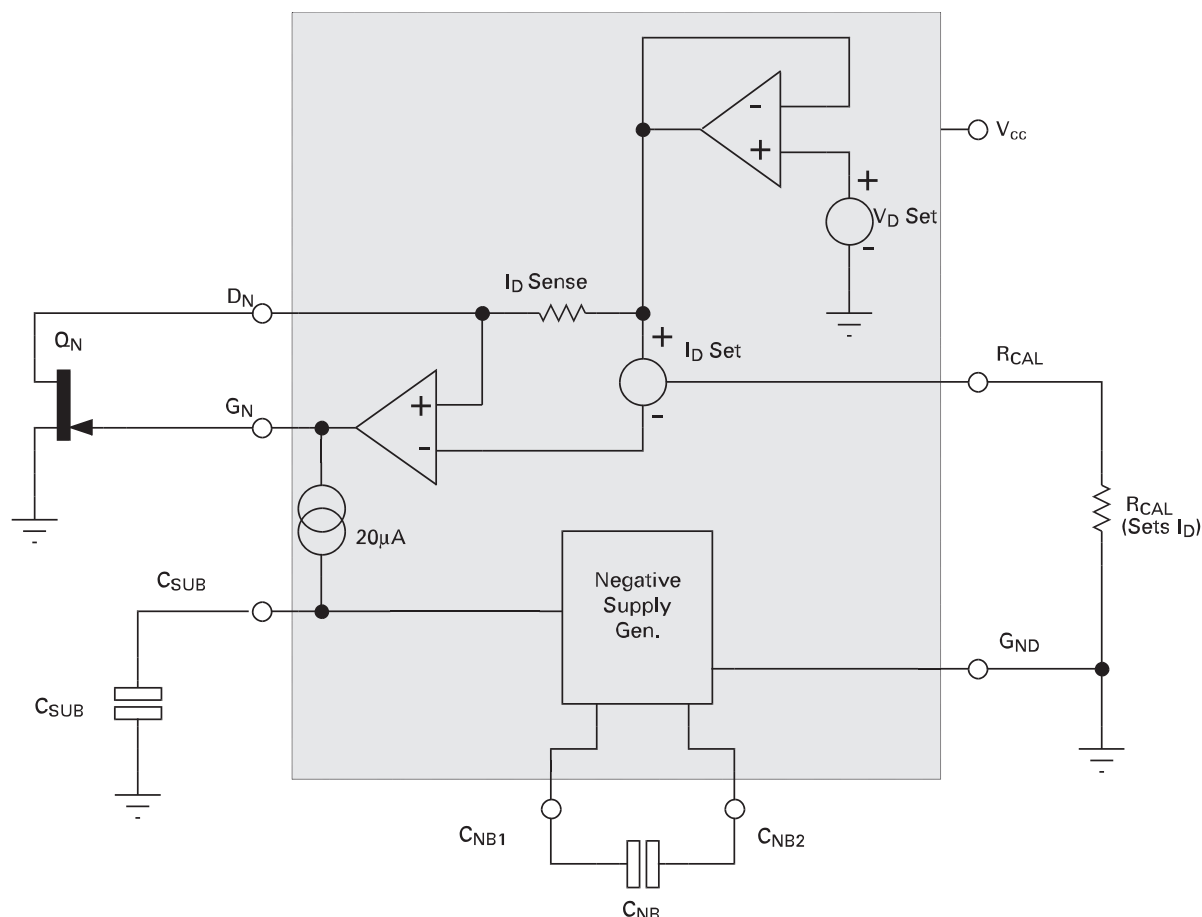 -
+
V_CC
+
V_D Set
-
I_D Sense
D_N
+
I_D Set
-
Q_N
R_CAL
G_N
+
-
20µA
R_CAL
(Sets I_D)
C_SUB
Negative
Supply
Gen.
G_ND
C_SUB
C_NB1
C_NB2
C_NB